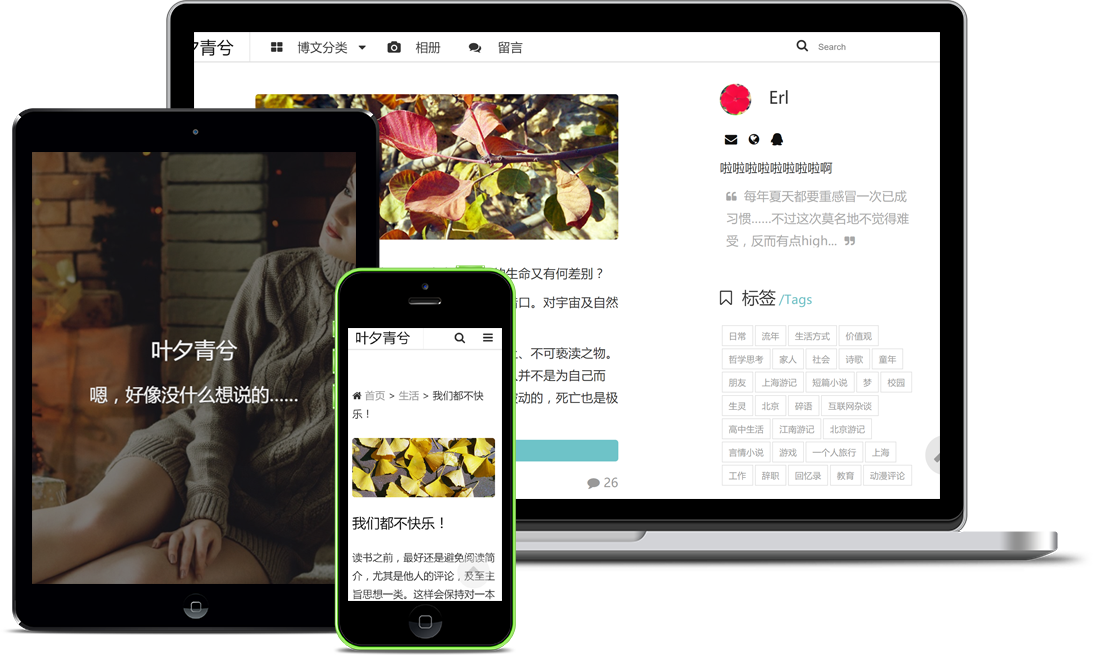 夕青兮
博文分类
相册
留言
Search
Erl
啦啦啦啦啦啦啦啦啊
每年夏天都要重感冒一次已成
习惯......不过这次莫名地不觉得难
受，反而有点high...
标签 /Tags
日常 流年 生活方式 价值观
哲学思考 家人 社会 诗歌 童年
朋友 上海游记 短篇小说 梦 校园
生灵 北京 碎语 互联网杂谈
高中生活 江南游记 北京游记
言情小说 游戏 一个人旅行 上海
工作 辞职 回忆录 教育 动漫评论
生命又有何差别？
口。对宇宙及自然
、不可亵渎之物。
并不是为自己而
动的，死亡也是极
26
叶夕青兮
嗯，好像没什么想说的......
叶夕青兮
首页 > 生活 > 我们都不快
乐！
我们都不快乐！
读书之前，最好还是避免阅读简
介，尤其是他人的评论，及至主
旨思想一类。这样会保持对一本